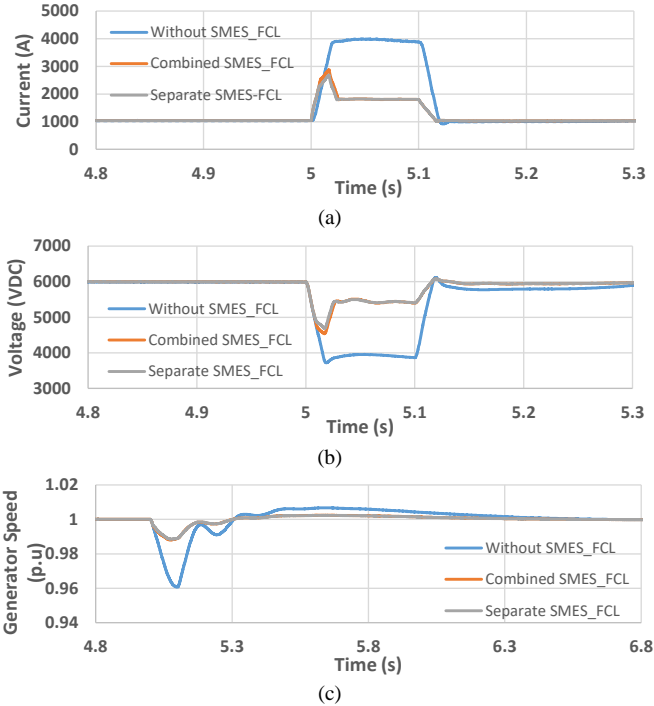 Current (A)
5000
4000
3000
2000
1000
0
Without SMES_FCL
Combined SMES_FCL
Separate SMES-FCL
4.8 4.9 5 5.1 5.2 5.3
Time (s)
(a)
Voltage (VDC)
7000
6000
5000
4000
3000
Without SMES_FCL
Combined SMES_FCL
Separate SMES_FCL
4.8 4.9 5 5.1 5.2 5.3
Time (s)
(b)
Generator Speed
(p.u)
1.02
1
0.98
0.96
0.94
Without SMES_FCL
Combined SMES_FCL
Separate SMES_FCL
4.8 5.3 5.8 6.3 6.8
Time (s)
(c)